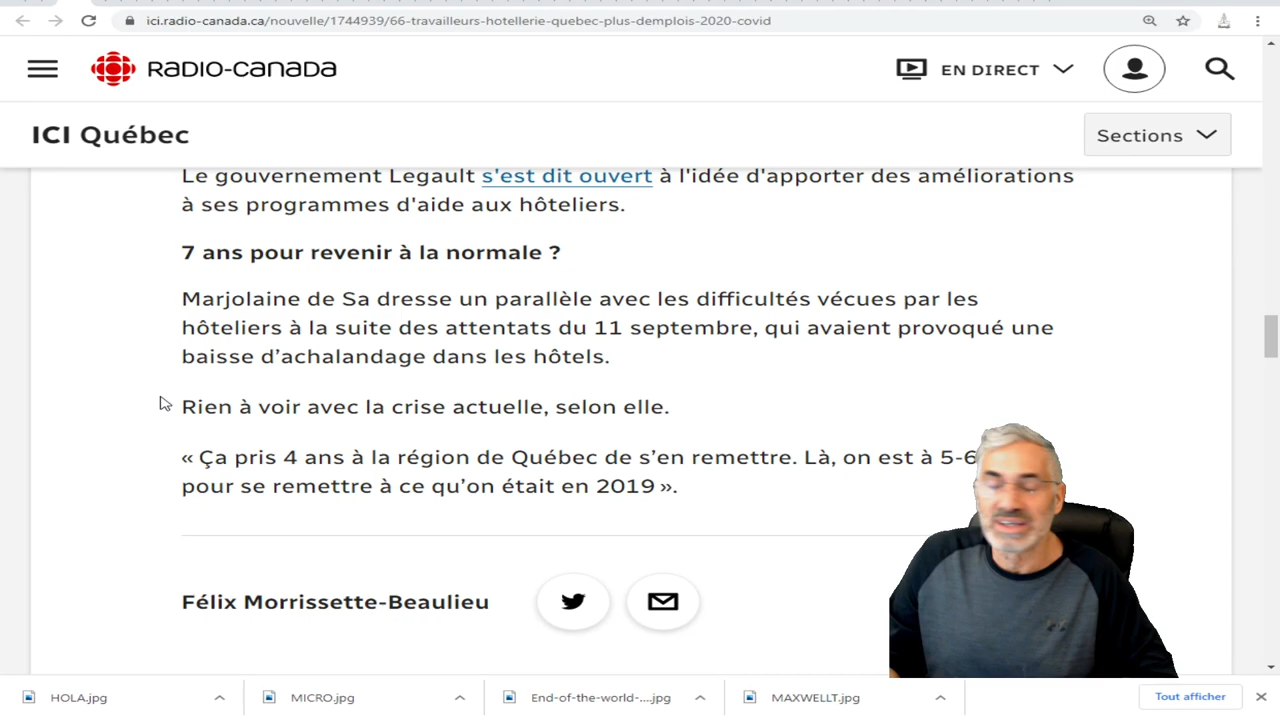 ici.radio-canada.ca/nouvelle/1744939/66-travailleurs-hotellerie-quebec-plus-demplois-2020-covid
RADIO-CANADA
EN DIRECT
ICI Québec
Sections
Le gouvernement Legault s'est dit ouvert à l'idée d'apporter des améliorations
à ses programmes d'aide aux hôteliers.
7 ans pour revenir à la normale ?
Marjolaine de Sa dresse un parallèle avec les difficultés vécues par les
hôteliers à la suite des attentats du 11 septembre, qui avaient provoqué une
baisse d’achalandage dans les hôtels.
Rien à voir avec la crise actuelle, selon elle.
« Ça pris 4 ans à la région de Québec de s’en remettre. Là, on est à 5-6
pour se remettre à ce qu’on était en 2019 ».
Félix Morrissette-Beaulieu
HOLA.jpg
MICRO.jpg
End-of-the-world-....jpg
MAXWELLT.jpg
Tout afficher